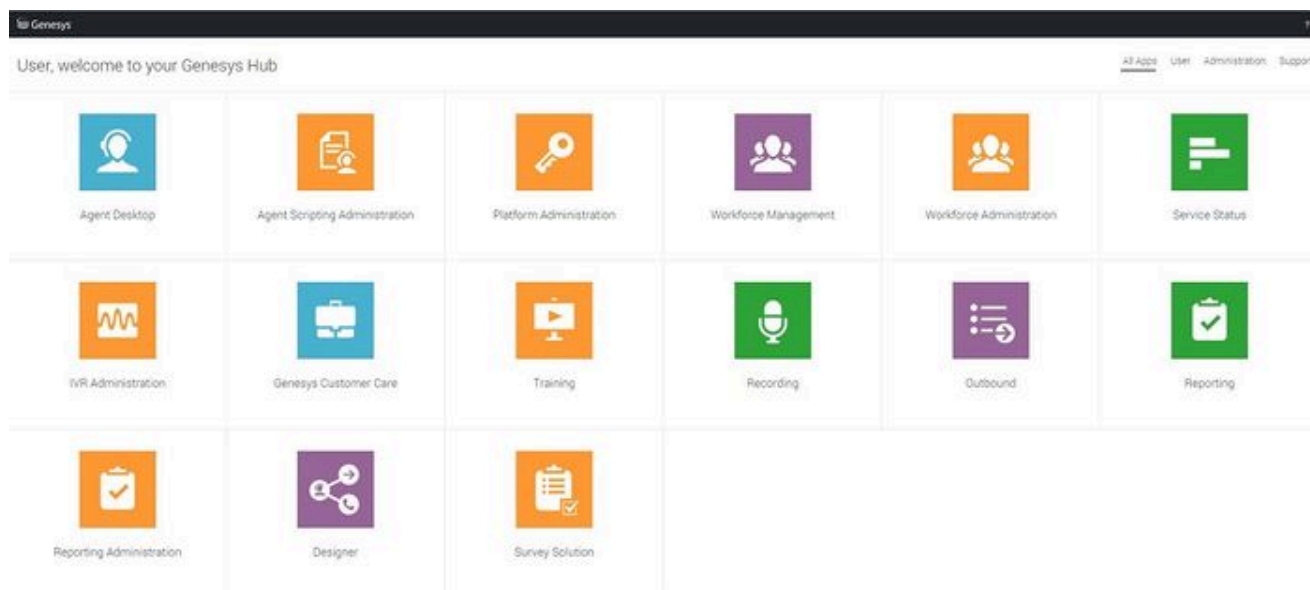 Genesys
User, welcome to your Genesys Hub
All Apps User Administration Support
Agent Desktop Agent Scripting Administration Platform Administration Workforce Management Workforce Administration Service Status
IVR Administration Genesys Customer Care Training Recording Outbound Reporting
Reporting Administration Designer Survey Solution